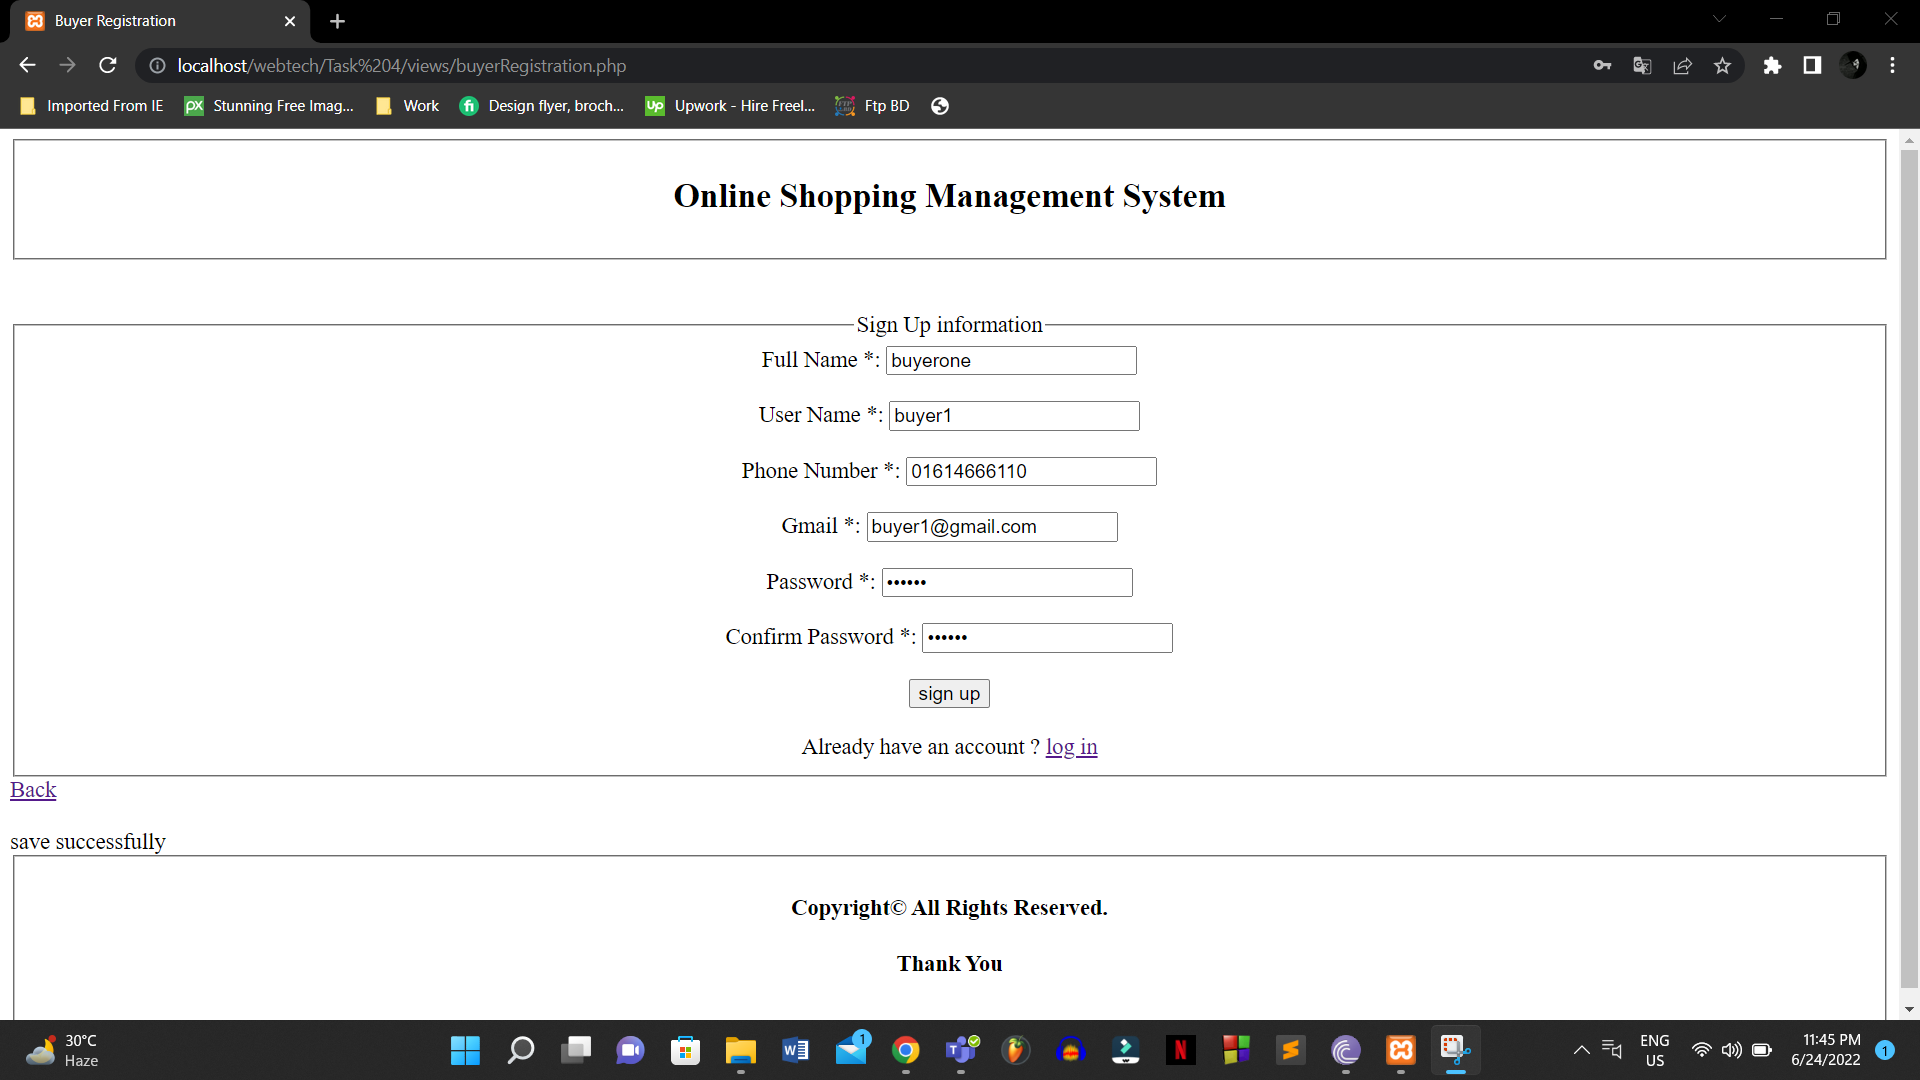 Buyer Registration
localhost/webtech/Task%204/views/buyerRegistration.php
Imported From IE
Stunning Free Imag...
Work
Design flyer, broch...
Upwork - Hire Freel...
Ftp BD
Online Shopping Management System
Sign Up information
Full Name *: buyerone
User Name *: buyer1
Phone Number *: 01614666110
Gmail *: buyer1@gmail.com
Password *: ••••••
Confirm Password *: ••••••
sign up
Already have an account ? log in
Back
save successfully
Copyright© All Rights Reserved.
Thank You
30°C
Haze
1
ENG
US
11:45 PM
6/24/2022
1